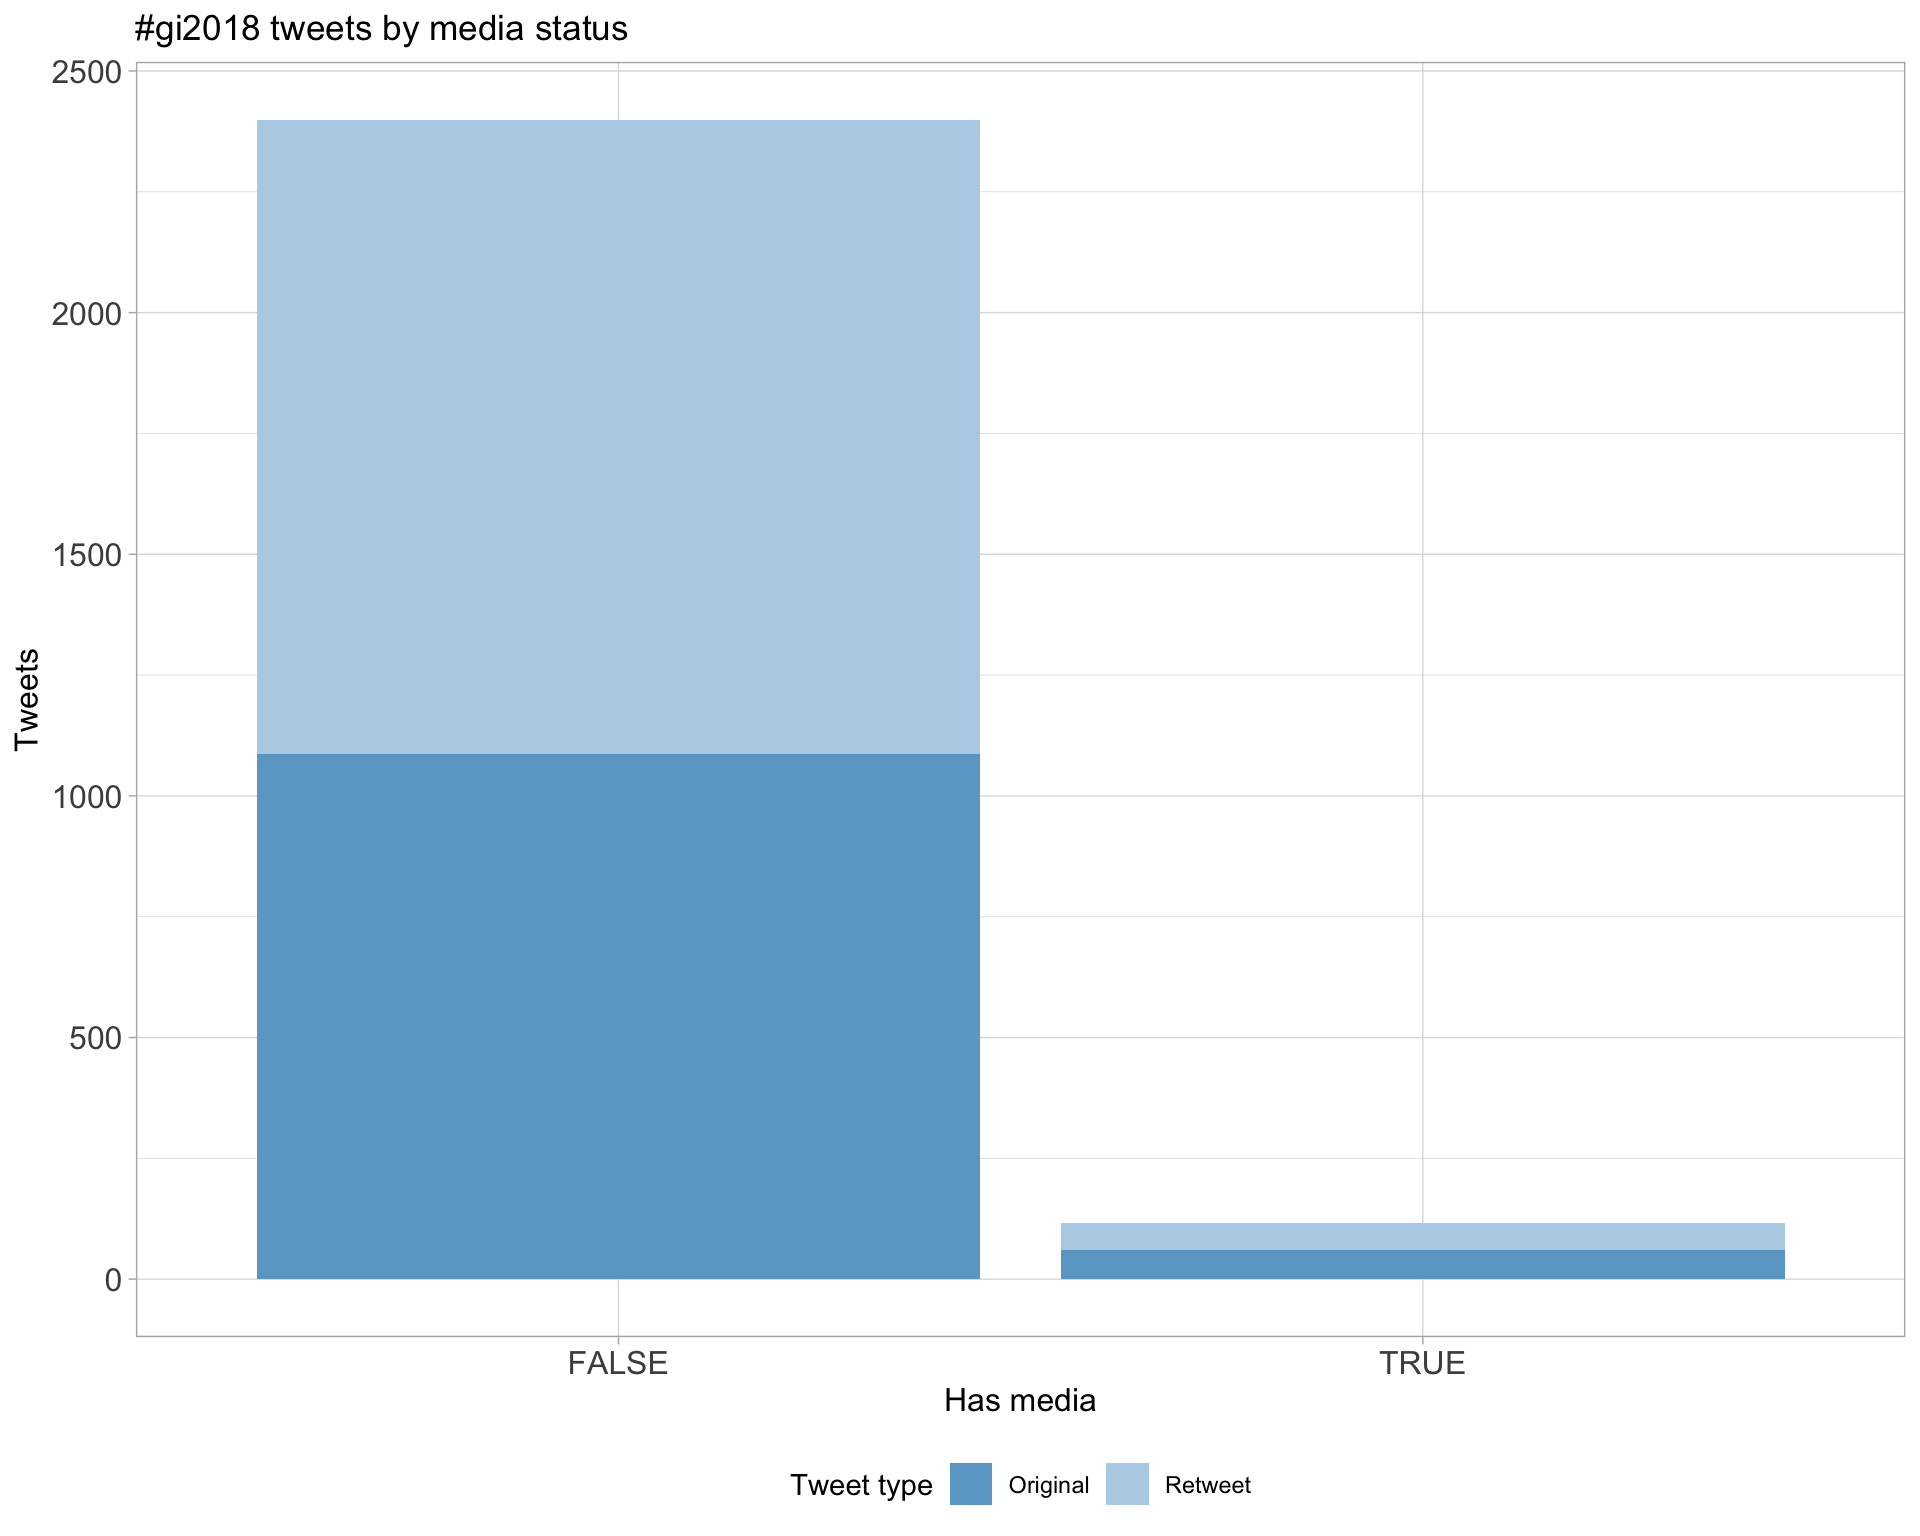 #gi2018 tweets by media status
2500
2000
1500
1000
500
0
Tweets
FALSE
TRUE
Has media
Tweet type
Original
Retweet